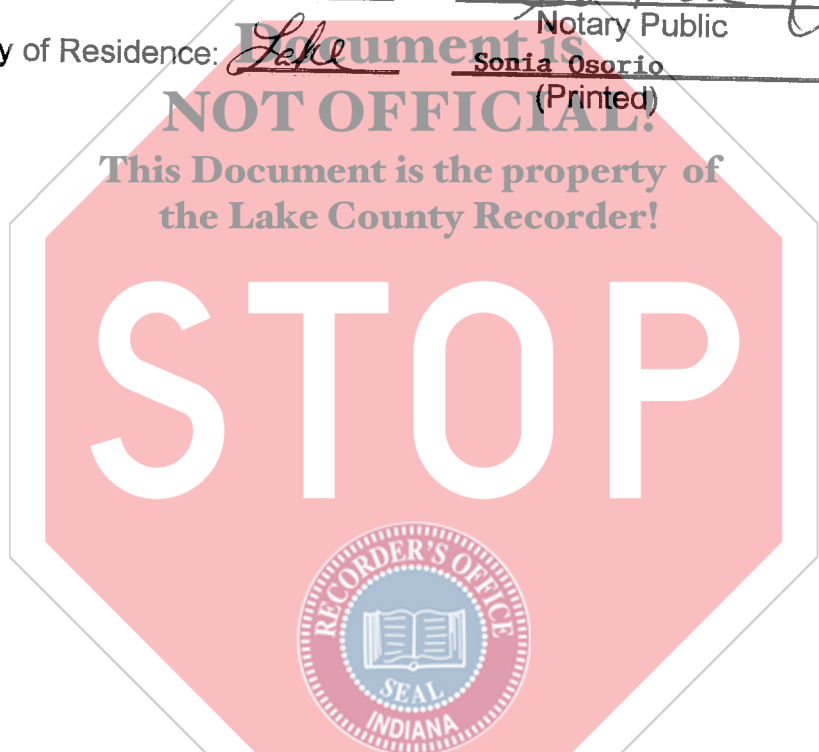 Notary Public
y of Residence: Lake
Sonia Osorio
(Printed)
Document is
NOT OFFICIAL!
This Document is the property of
the Lake County Recorder!
STOP
RECORDER'S OFFICE
SEAL
INDIANA